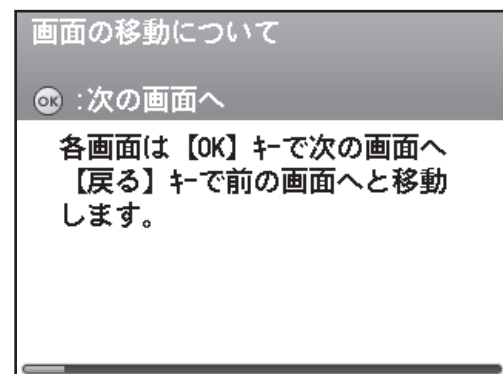 画面の移動について
OK :次の画面へ
各画面は【OK】キーで次の画面へ
【戻る】キーで前の画面へと移動
します。